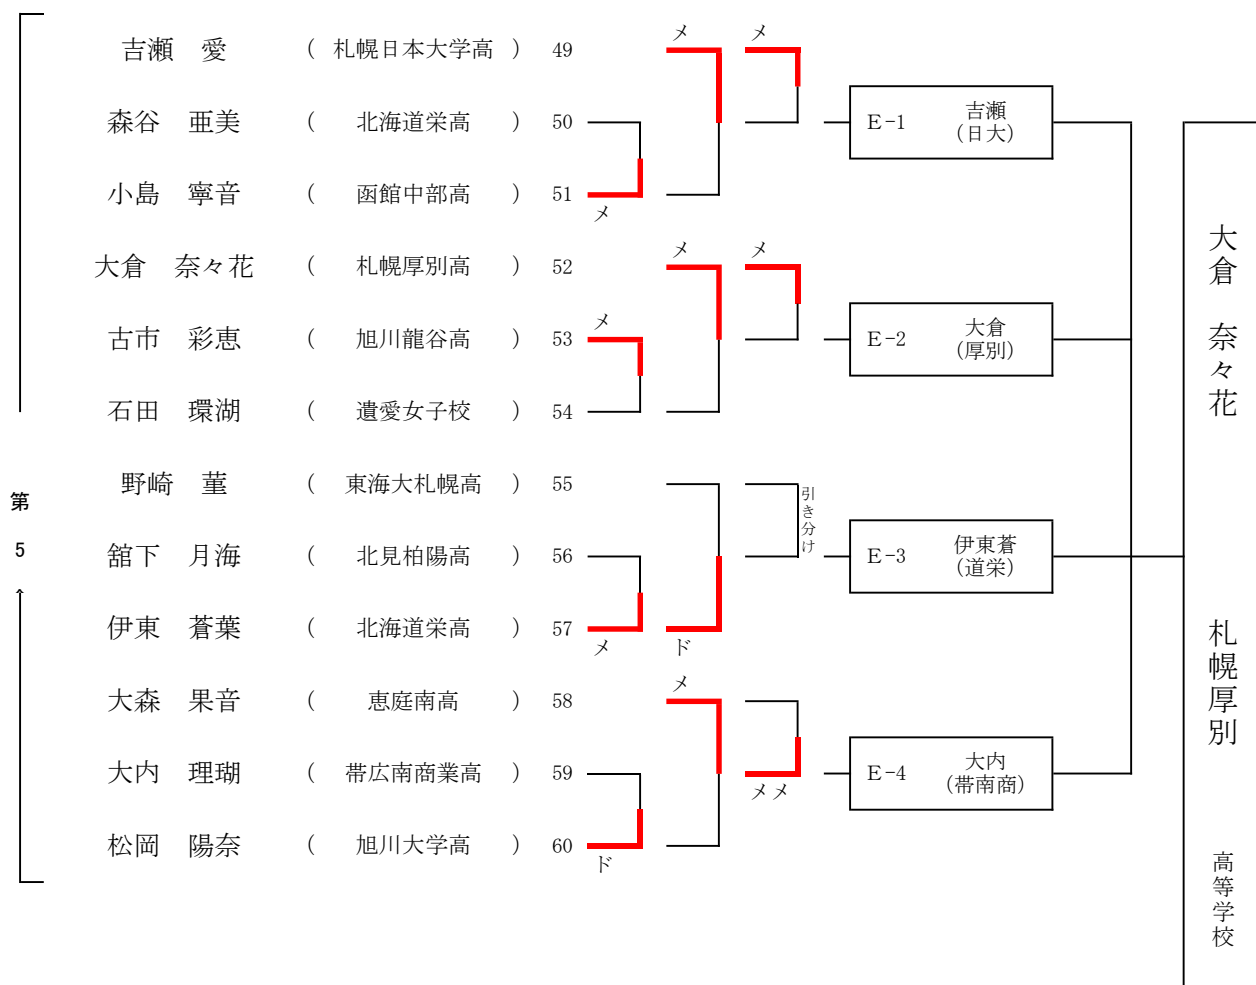 吉瀬 愛 ( 札幌日本大学高 ) 49
森谷 亜美 ( 北海道栄高 ) 50
小島 寧音 ( 函館中部高 ) 51
大倉 奈々花 ( 札幌厚別高 ) 52
古市 彩恵 ( 旭川龍谷高 ) 53
石田 環湖 ( 遺愛女子校 ) 54
野崎 菫 ( 東海大札幌高 ) 55
舘下 月海 ( 北見柏陽高 ) 56
伊東 蒼葉 ( 北海道栄高 ) 57
大森 果音 ( 恵庭南高 ) 58
大内 理瑚 ( 帯広南商業高 ) 59
松岡 陽奈 ( 旭川大学高 ) 60
第
5
→
メ
メ
メ
ド
メ
メ
ド
メ
メ
メ
引き分け
メメ
E-1 吉瀬
(日大)
E-2 大倉
(厚別)
E-3 伊東蒼
(道栄)
E-4 大内
(帯南商)
大倉 奈々花
札幌厚別
高等学校